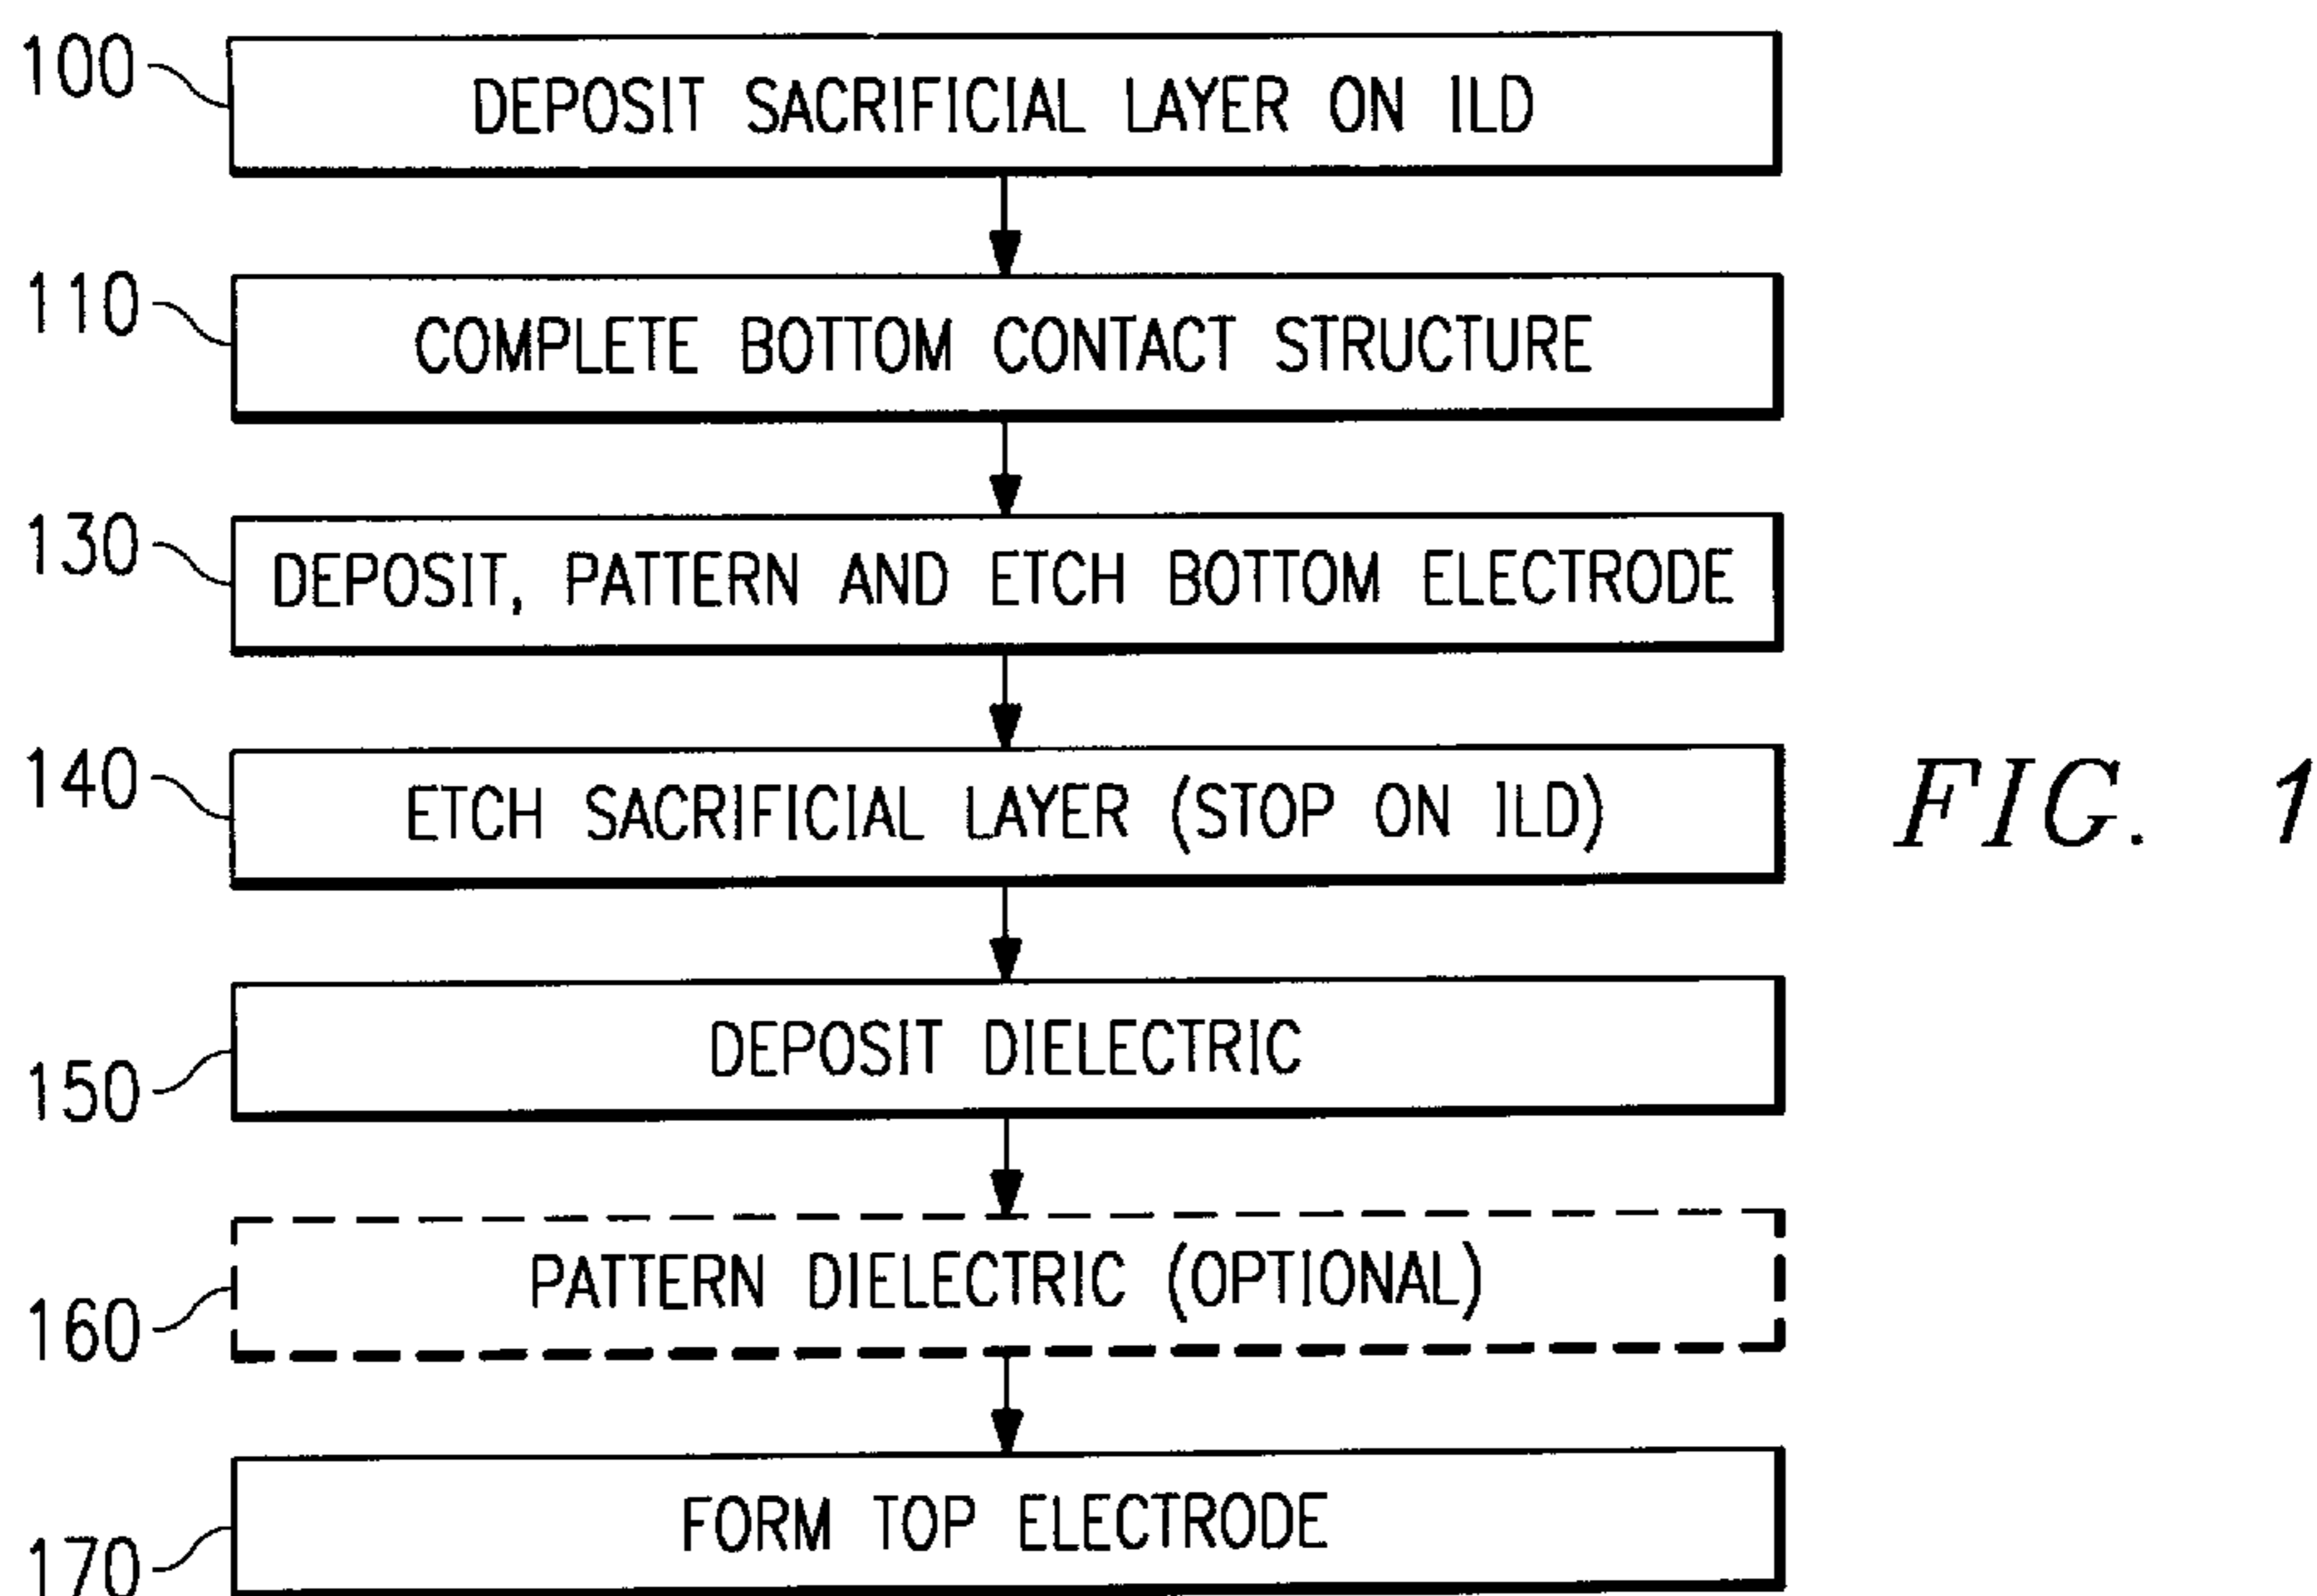 100
DEPOSIT SACRIFICIAL LAYER ON ILD
110
COMPLETE BOTTOM CONTACT STRUCTURE
130
DEPOSIT, PATTERN AND ETCH BOTTOM ELECTRODE
140
ETCH SACRIFICIAL LAYER (STOP ON ILD)
FIG. 1
150
DEPOSIT DIELECTRIC
160
PATTERN DIELECTRIC (OPTIONAL)
170
FORM TOP ELECTRODE